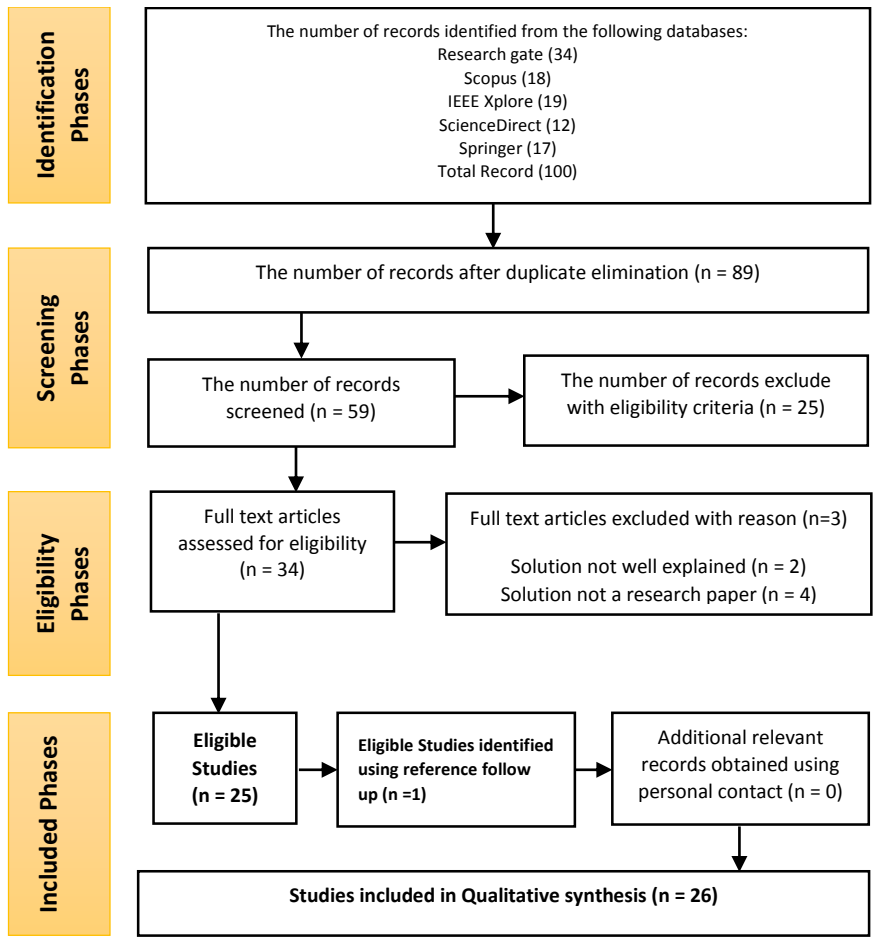 Identification
Phases
The number of records identified from the following databases:
Research gate (34)
Scopus (18)
IEEE Xplore (19)
ScienceDirect (12)
Springer (17)
Total Record (100)
Screening
Phases
The number of records after duplicate elimination (n = 89)
The number of records
screened (n = 59)
The number of records exclude
with eligibility criteria (n = 25)
Eligibility
Phases
Full text articles
assessed for eligibility
(n = 34)
Full text articles excluded with reason (n=3)
Solution not well explained (n = 2)
Solution not a research paper (n = 4)
Included Phases
Eligible
Studies
(n = 25)
Eligible Studies identified
using reference follow
up (n =1)
Additional relevant
records obtained using
personal contact (n = 0)
Studies included in Qualitative synthesis (n = 26)